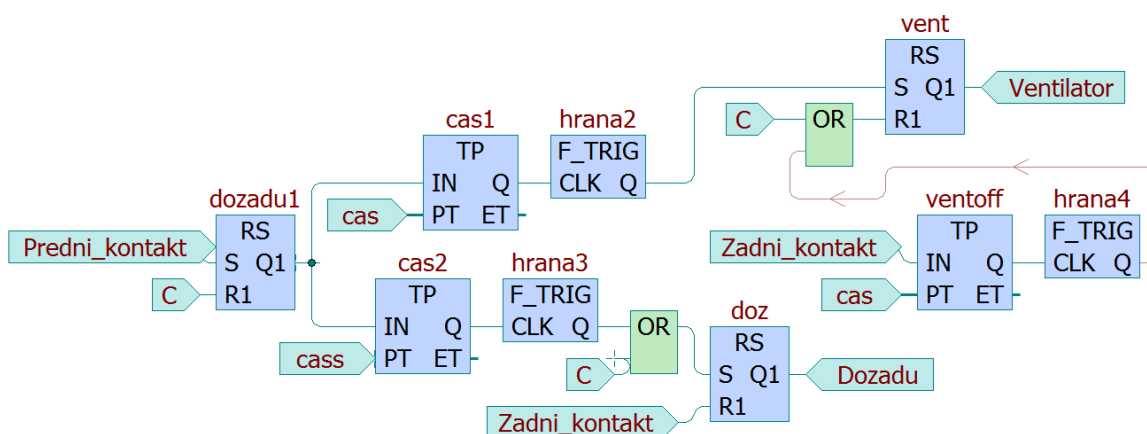 vent
RS
S Q1
R1
Ventilator
C
OR
cas1
TP
IN Q
PT ET
cas
hrana2
F_TRIG
CLK Q
dozadu1
RS
S Q1
R1
Predni_kontakt
C
ventoff
TP
IN Q
PT ET
Zadni_kontakt
cas
hrana4
F_TRIG
CLK Q
cas2
TP
IN Q
PT ET
cass
hrana3
F_TRIG
CLK Q
OR
C
doz
RS
S Q1
R1
Dozadu
Zadni_kontakt